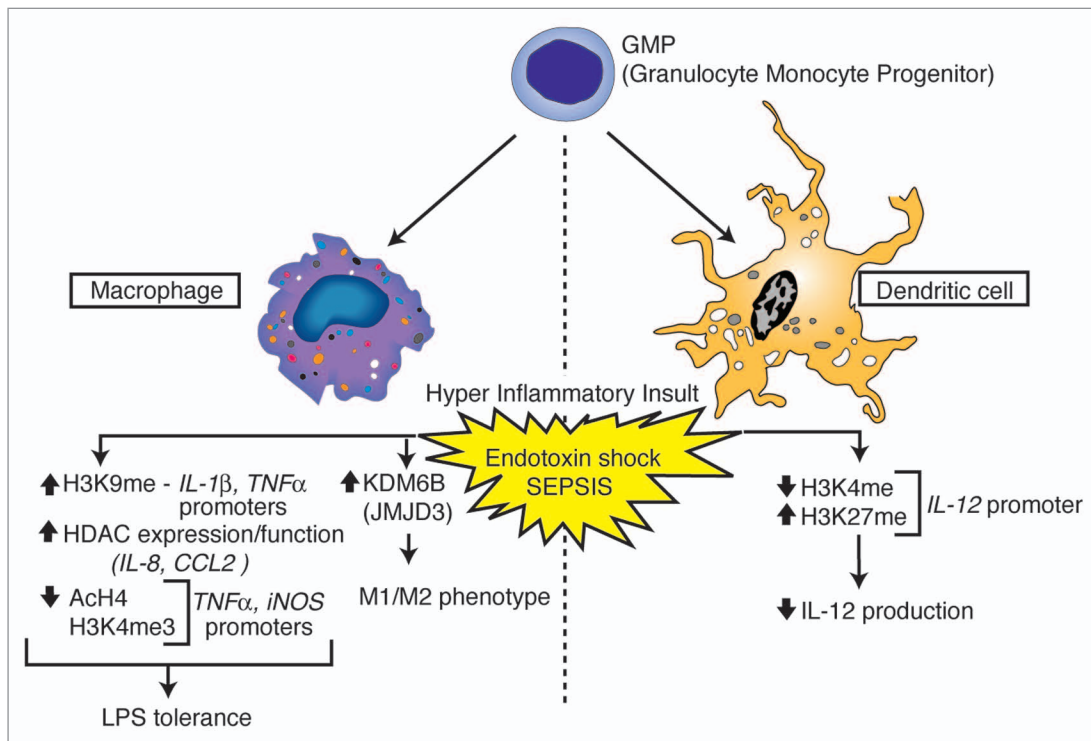 GMP
(Granulocyte Monocyte Progenitor)
Macrophage
Dendritic cell
Hyper Inflammatory Insult
Endotoxin shock
SEPSIS
⬆H3K9me - IL-1β, TNFα
promoters
⬆HDAC expression/function
(IL-8, CCL2 )
⬇ AcH4
H3K4me3
TNFα, iNOS
promoters
LPS tolerance
⬆KDM6B
(JMJD3)
M1/M2 phenotype
⬇H3K4me
⬆H3K27me
IL-12 promoter
⬇IL-12 production